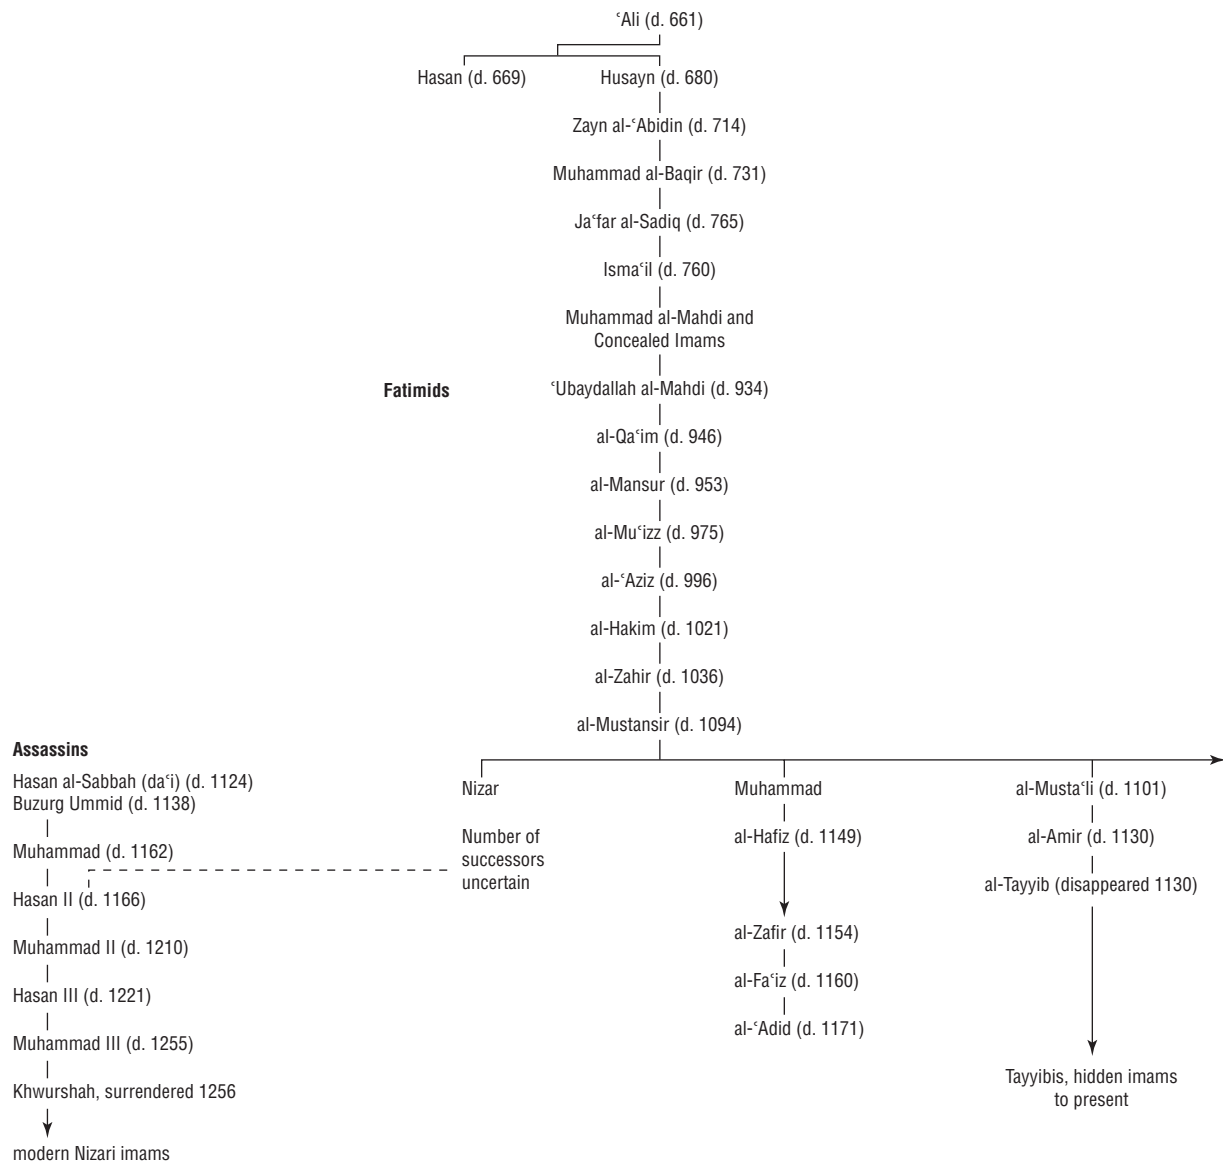 ʿAli (d. 661)
Hasan (d. 669)
Husayn (d. 680)
Zayn al-ʿAbidin (d. 714)
Muhammad al-Baqir (d. 731)
Jaʿfar al-Sadiq (d. 765)
Ismaʿil (d. 760)
Muhammad al-Mahdi and
Concealed Imams
Fatimids
ʿUbaydallah al-Mahdi (d. 934)
al-Qaʿim (d. 946)
al-Mansur (d. 953)
al-Muʿizz (d. 975)
al-ʿAziz (d. 996)
al-Hakim (d. 1021)
al-Zahir (d. 1036)
al-Mustansir (d. 1094)
Assassins
Hasan al-Sabbah (daʿi) (d. 1124)
Buzurg Ummid (d. 1138)
Muhammad (d. 1162)
Hasan II (d. 1166)
Muhammad II (d. 1210)
Hasan III (d. 1221)
Muhammad III (d. 1255)
Khwurshah, surrendered 1256
modern Nizari imams
Nizar
Number of
successors
uncertain
Muhammad
al-Hafiz (d. 1149)
al-Zafir (d. 1154)
al-Faʿiz (d. 1160)
al-ʿAdid (d. 1171)
al-Mustaʿli (d. 1101)
al-Amir (d. 1130)
al-Tayyib (disappeared 1130)
Tayyibis, hidden imams
to present